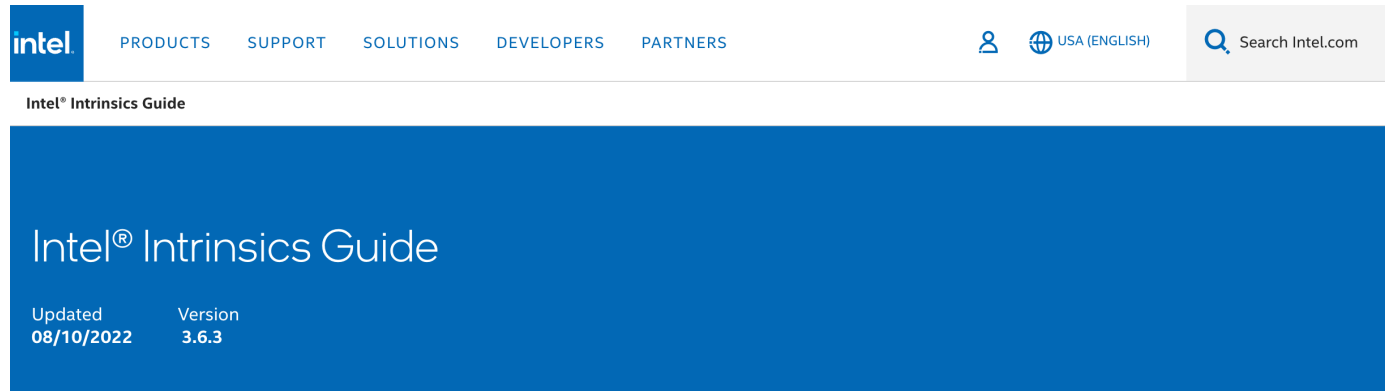 intel. PRODUCTS SUPPORT SOLUTIONS DEVELOPERS PARTNERS USA (ENGLISH) Search Intel.com
Intel® Intrinsics Guide
Intel® Intrinsics Guide
Updated Version
08/10/2022 3.6.3